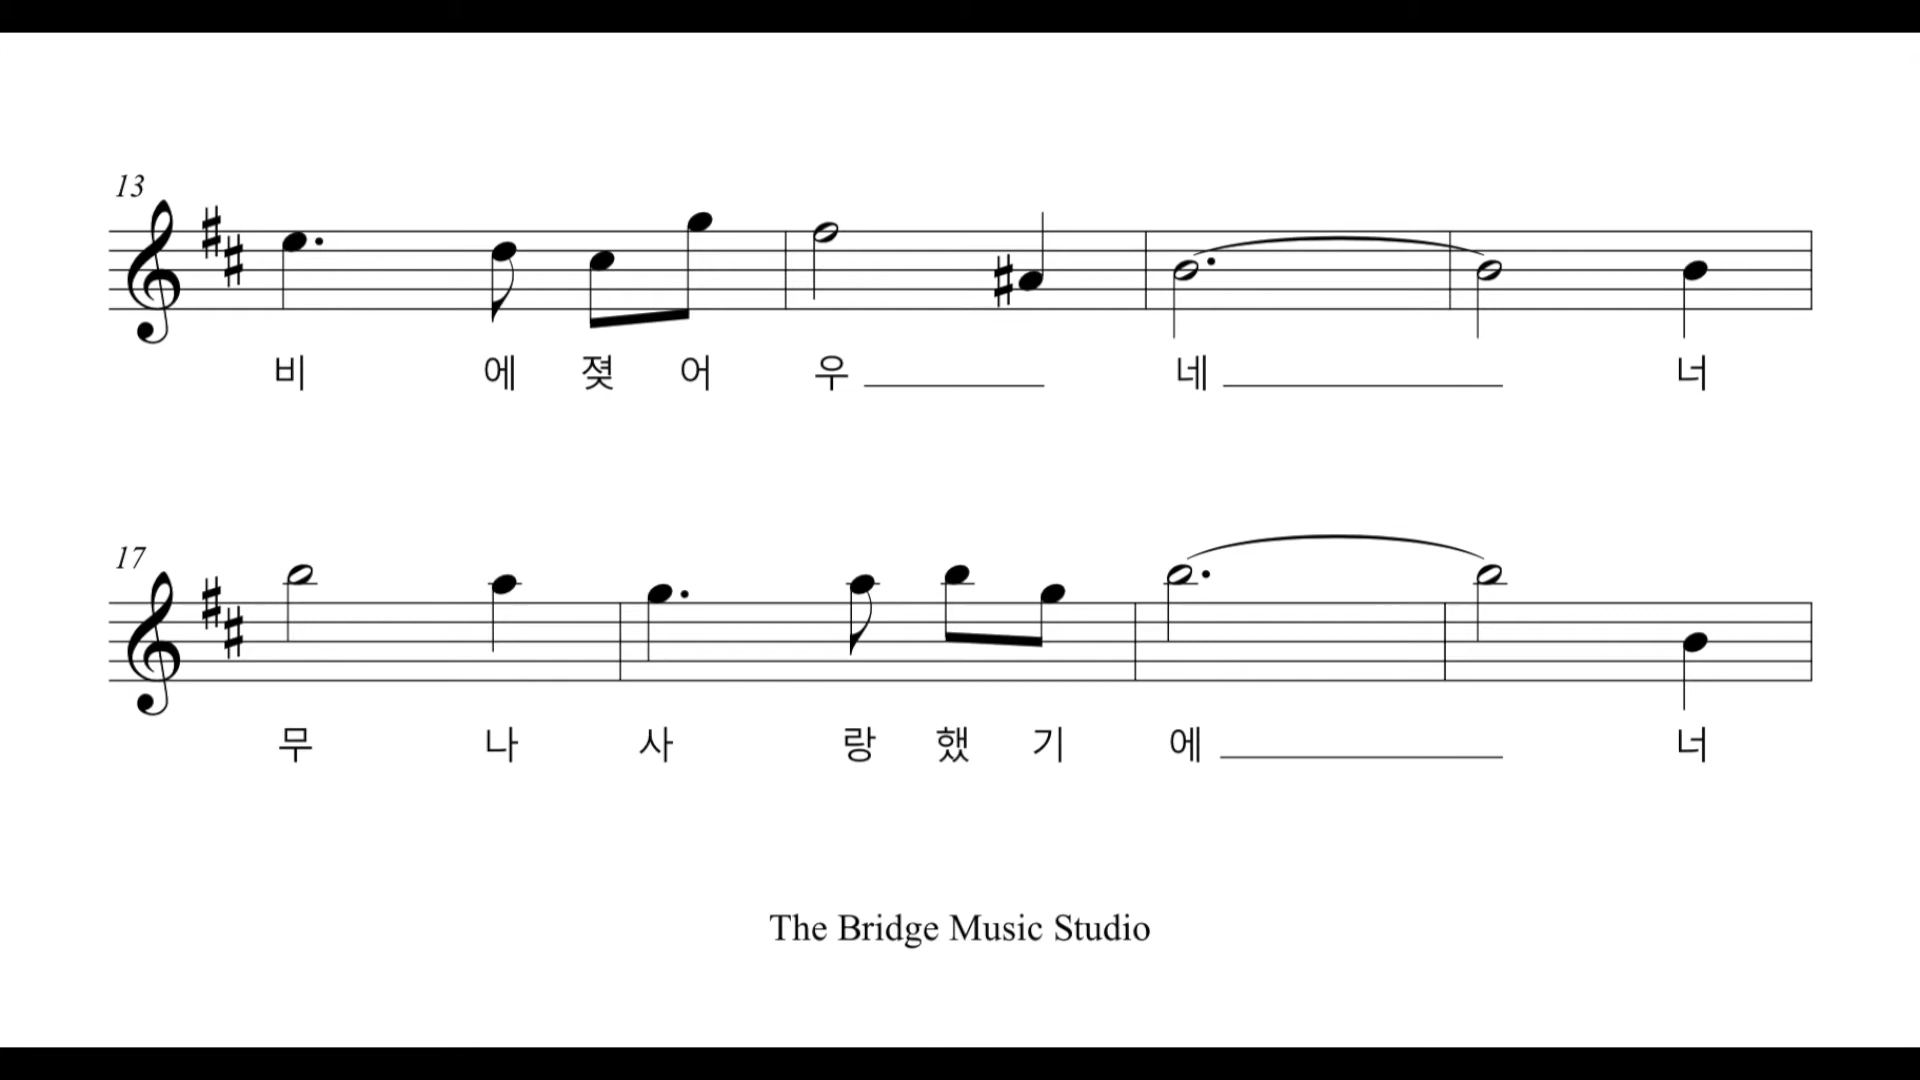 13
비 에 젖 어 우 네 너
17
무 나 사 랑 했 기 에 너
The Bridge Music Studio